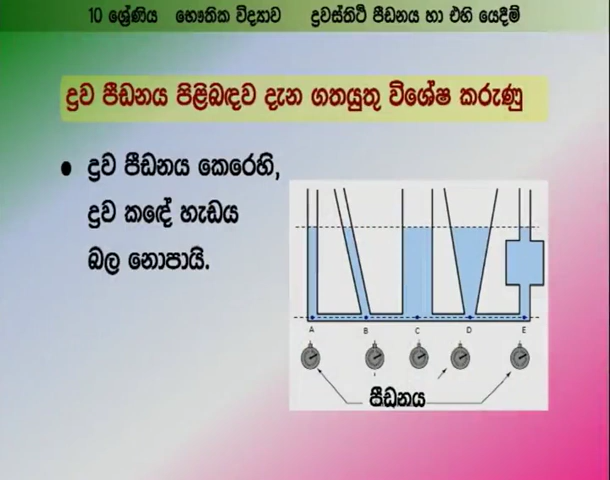 10 ශ්‍රේණිය භෞතික විද්‍යාව ද්‍රවස්තිථි පීඩනය හා එහි යෙදීම්
ද්‍රව පීඩනය පිළිබඳව දැන ගතයුතු විශේෂ කරුණු
• ද්‍රව පීඩනය කෙරෙහි,
ද්‍රව කඳේ හැඩය
බල නොපායි.
A B C D E
පීඩනය